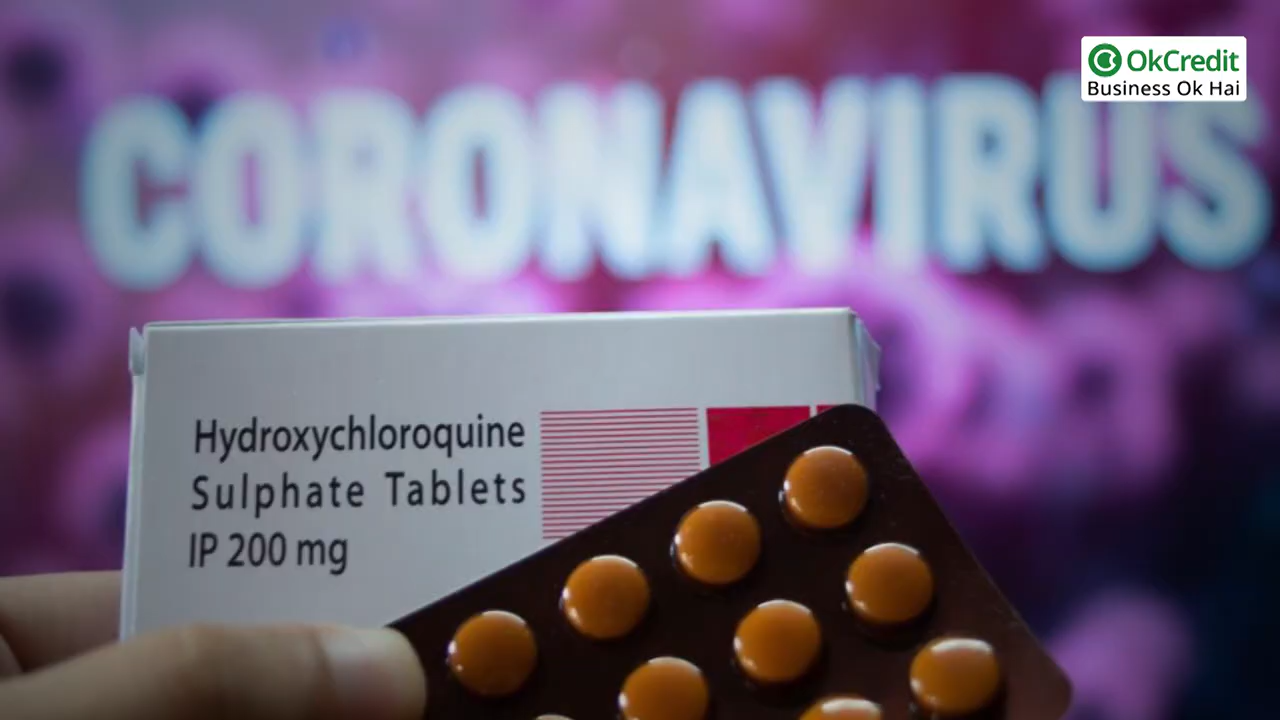 OkCredit
Business Ok Hai
CORONAVIRUS
Hydroxychloroquine
Sulphate Tablets
IP 200 mg